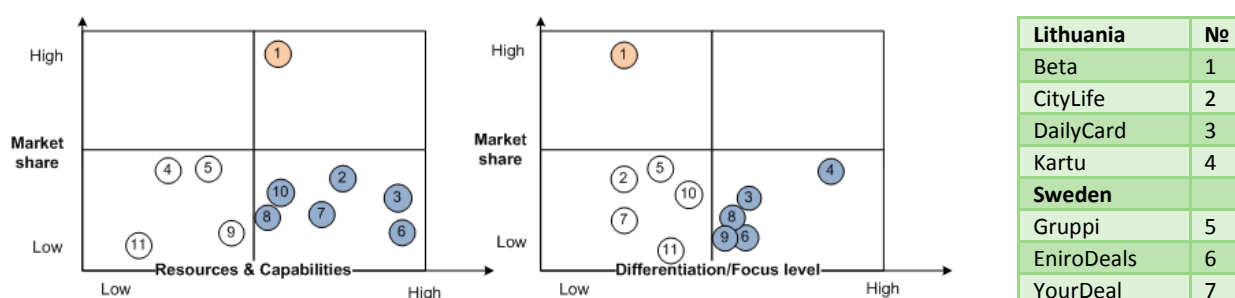 High
Market
share
Low
1
4
5
2
3
10
8
7
9
6
11
Resources & Capabilities
Low
High
High
Market
share
Low
1
4
5
2
10
3
7
8
9
6
11
Differentiation/Focus level
Low
High
Lithuania №
Beta 1
CityLife 2
DailyCard 3
Kartu 4
Sweden
Gruppi 5
EniroDeals 6
YourDeal 7